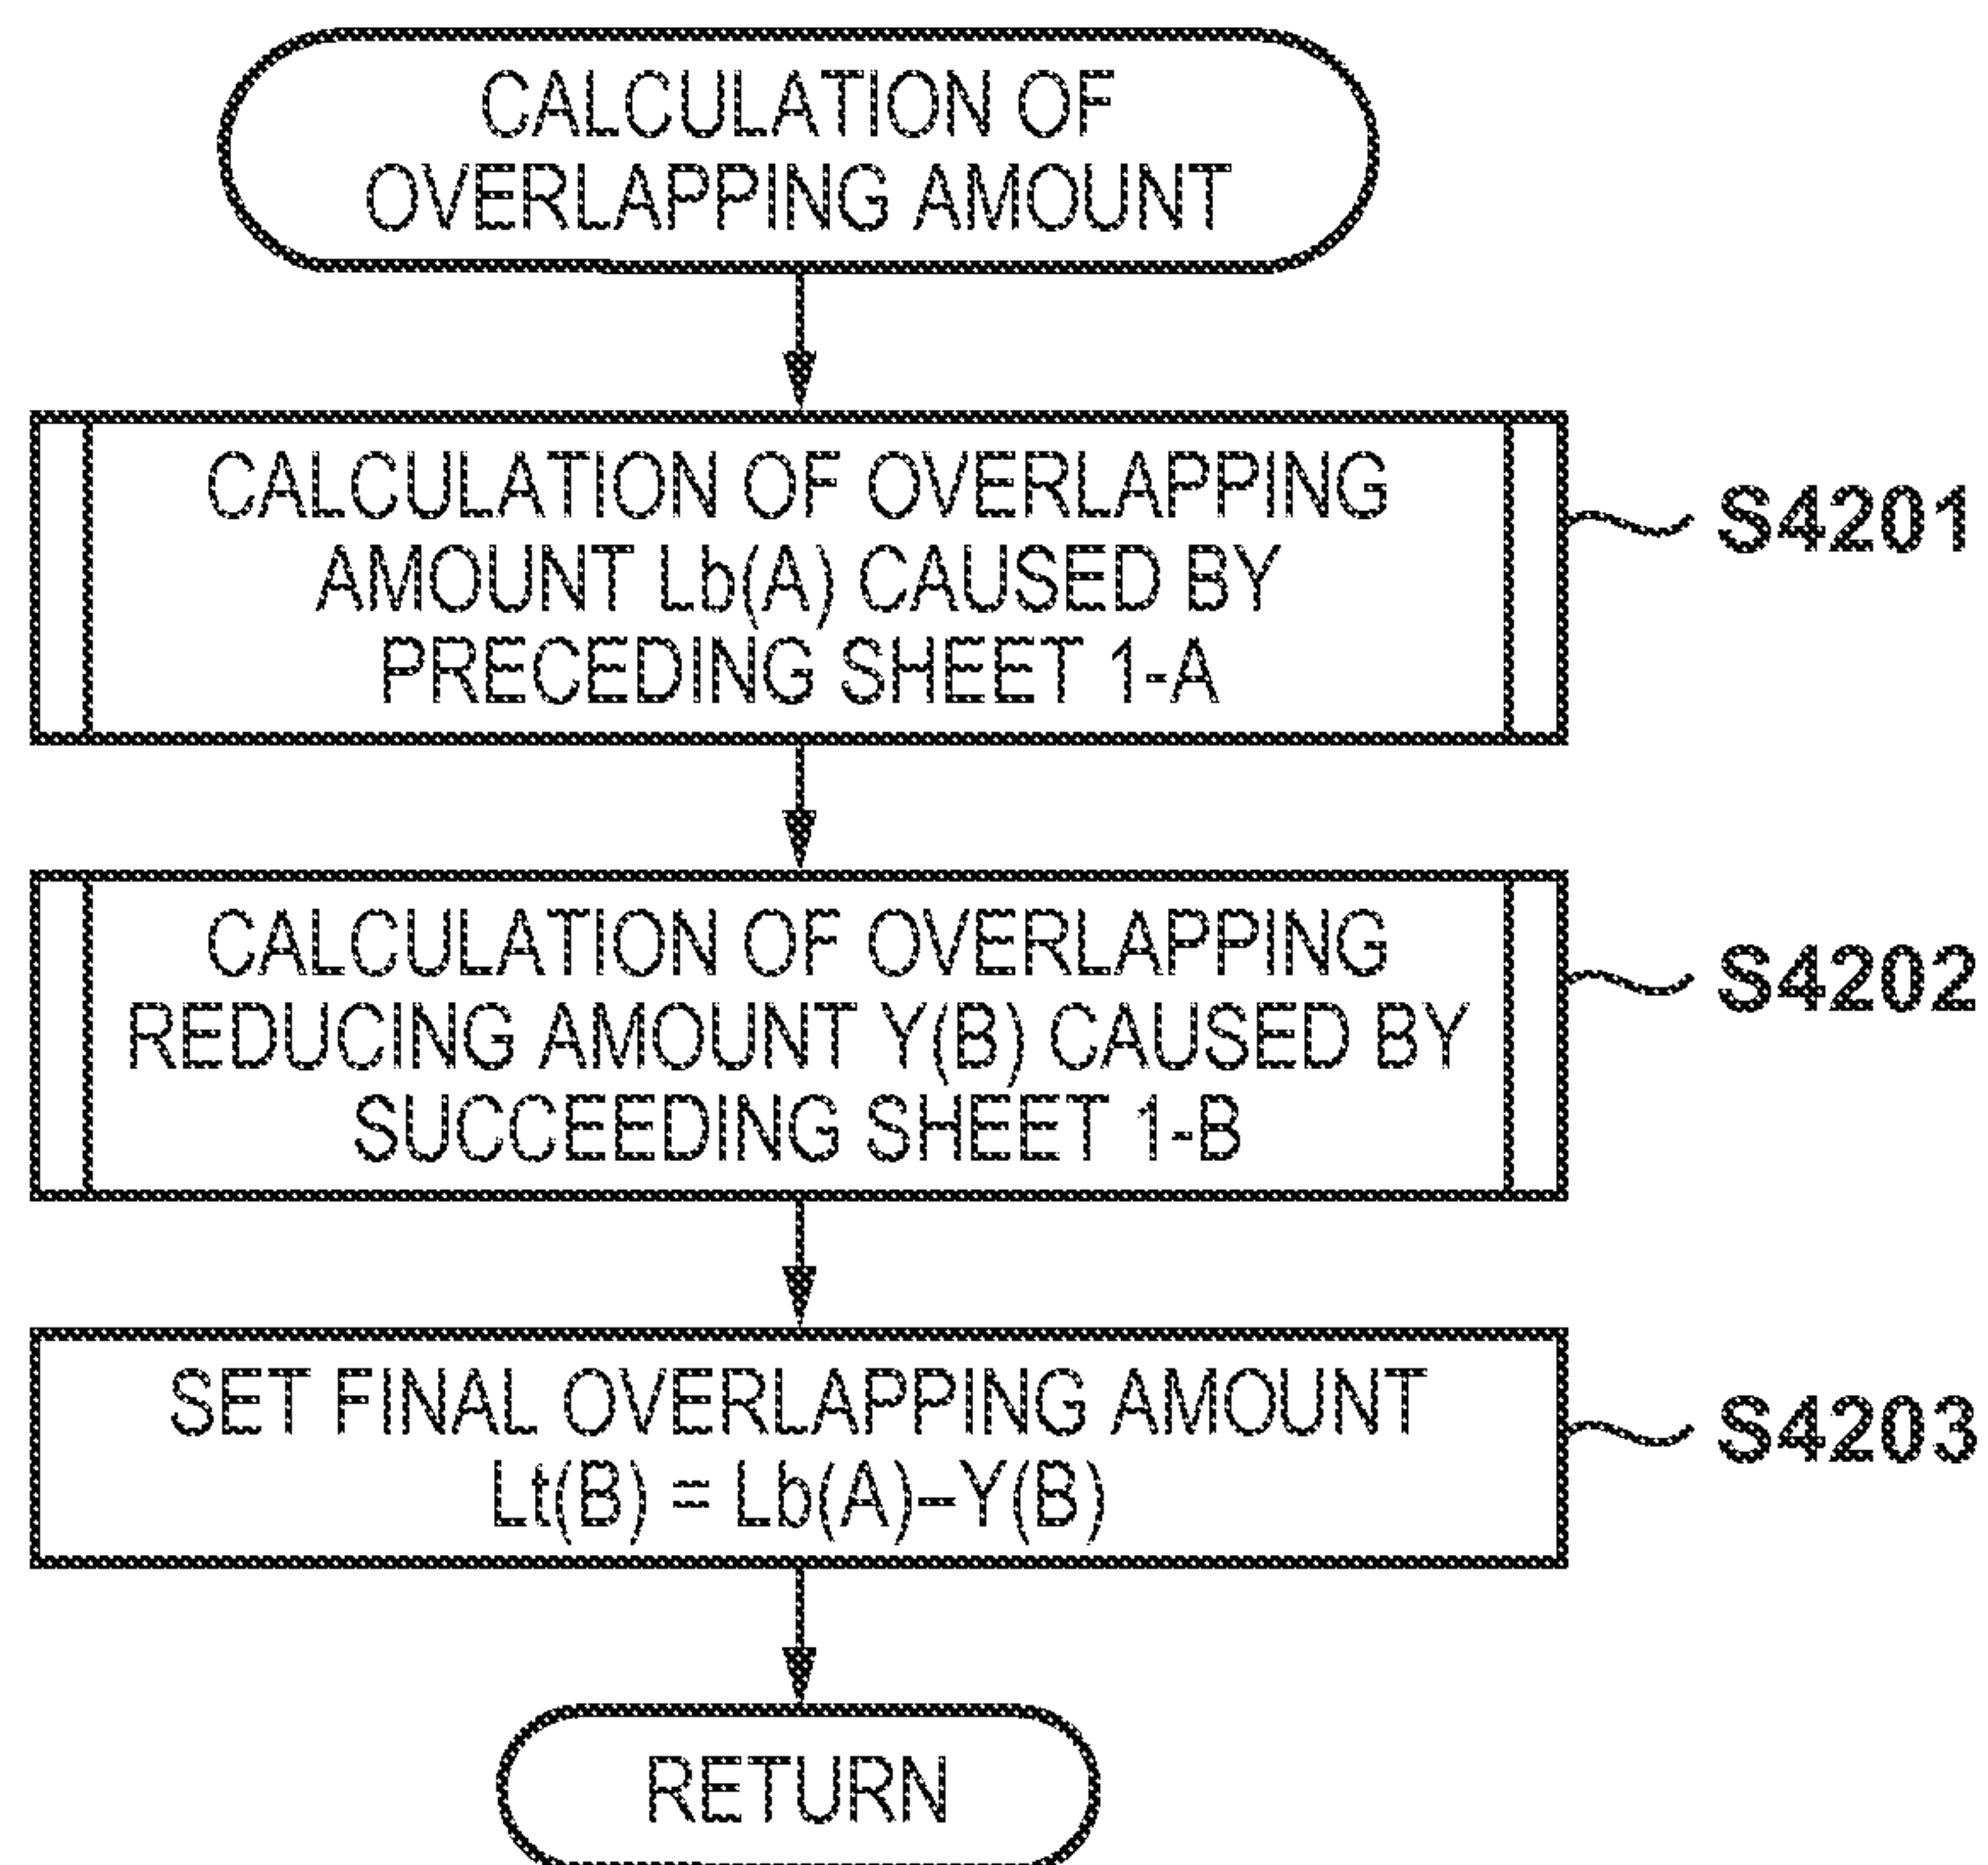 CALCULATION OF
OVERLAPPING AMOUNT
CALCULATION OF OVERLAPPING
AMOUNT Lb(A) CAUSED BY
PRECEDING SHEET 1-A
S4201
CALCULATION OF OVERLAPPING
REDUCING AMOUNT Y(B) CAUSED BY
SUCCEEDING SHEET 1-B
S4202
SET FINAL OVERLAPPING AMOUNT
Lt(B) = Lb(A)–Y(B)
S4203
RETURN